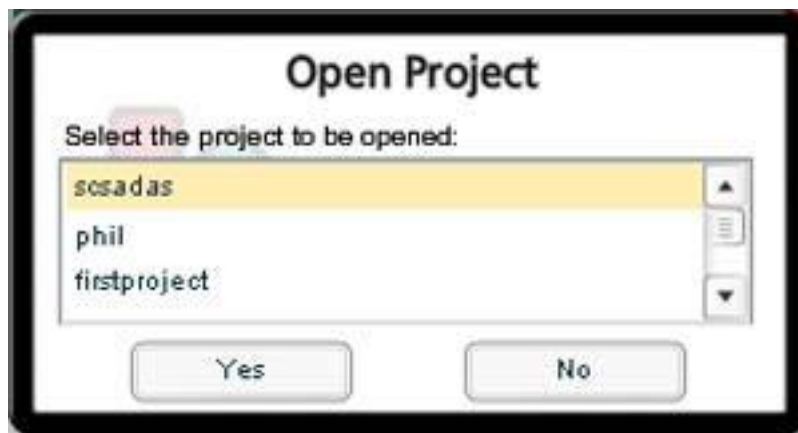 Open Project
Select the project to be opened:
scsadas
phil
firstproject
Yes No